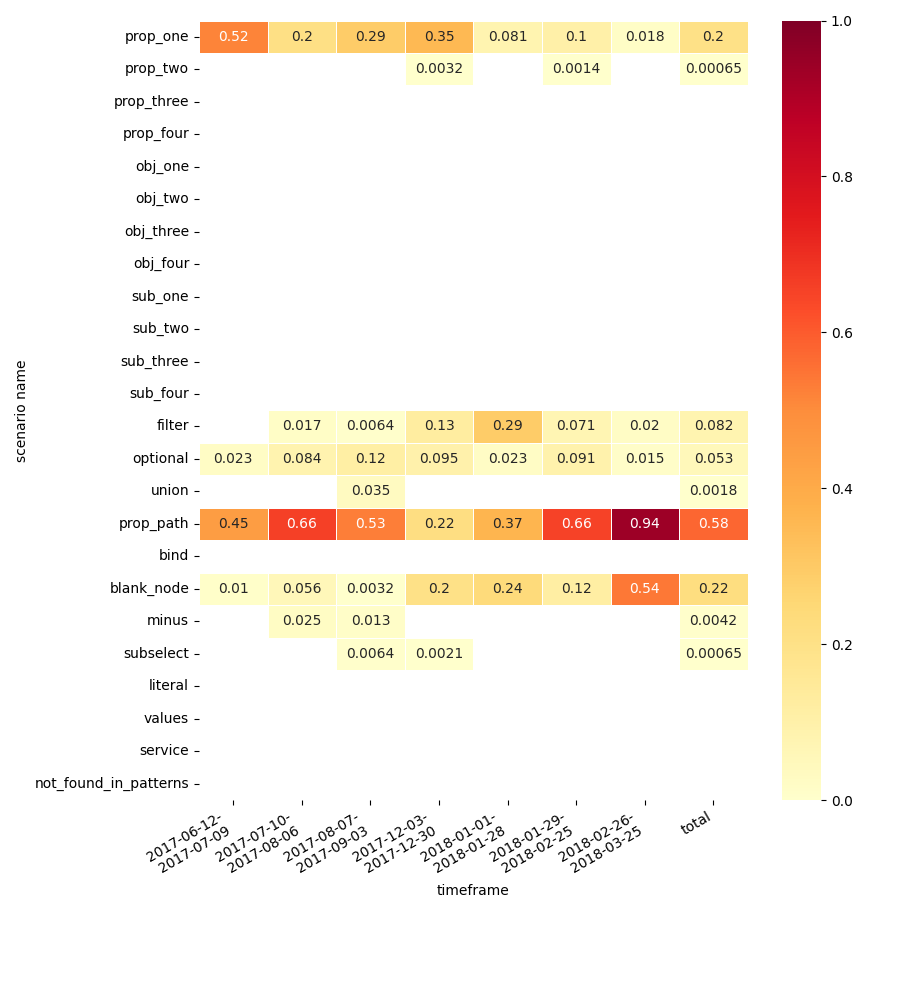 prop_one 0.52 0.2 0.29 0.35 0.081 0.1 0.018 0.2
prop_two 0.0032 0.0014 0.00065
prop_three
prop_four
obj_one
obj_two
obj_three
obj_four
sub_one
sub_two
sub_three
sub_four
filter 0.017 0.0064 0.13 0.29 0.071 0.02 0.082
optional 0.023 0.084 0.12 0.095 0.023 0.091 0.015 0.053
union 0.035 0.0018
prop_path 0.45 0.66 0.53 0.22 0.37 0.66 0.94 0.58
bind
blank_node 0.01 0.056 0.0032 0.2 0.24 0.12 0.54 0.22
minus 0.025 0.013 0.0042
subselect 0.0064 0.0021 0.00065
literal
values
service
not_found_in_patterns
scenario name
2017-06-12-
2017-07-09
2017-07-10-
2017-08-06
2017-08-07-
2017-09-03
2017-12-03-
2017-12-30
2018-01-01-
2018-01-28
2018-01-29-
2018-02-25
2018-02-26-
2018-03-25
total
timeframe
1.0
0.8
0.6
0.4
0.2
0.0